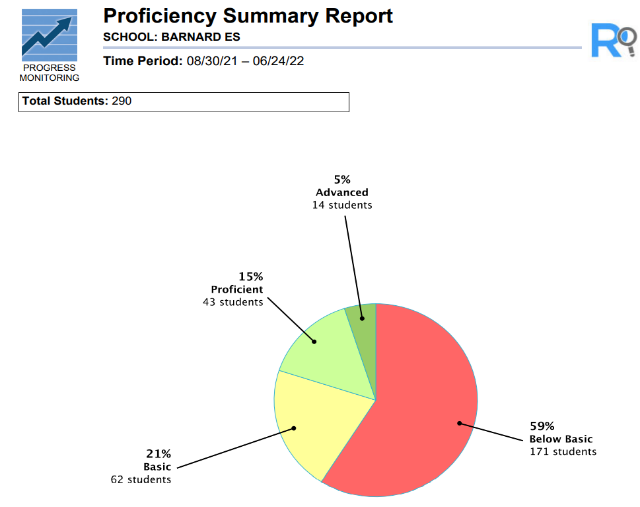 Proficiency Summary Report
SCHOOL: BARNARD ES
PROGRESS
MONITORING
Time Period: 08/30/21 – 06/24/22
R
Total Students: 290
5%
Advanced
14 students
15%
Proficient
43 students
59%
Below Basic
171 students
21%
Basic
62 students